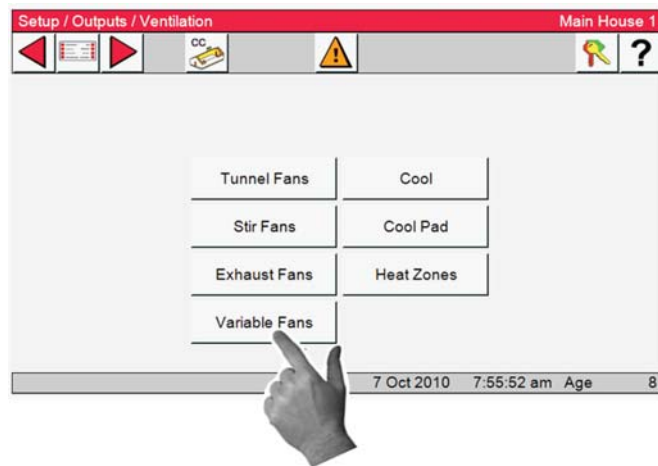 Setup / Outputs / Ventilation Main House 1
CC ?
Tunnel Fans Cool
Stir Fans Cool Pad
Exhaust Fans Heat Zones
Variable Fans
7 Oct 2010 7:55:52 am Age 8